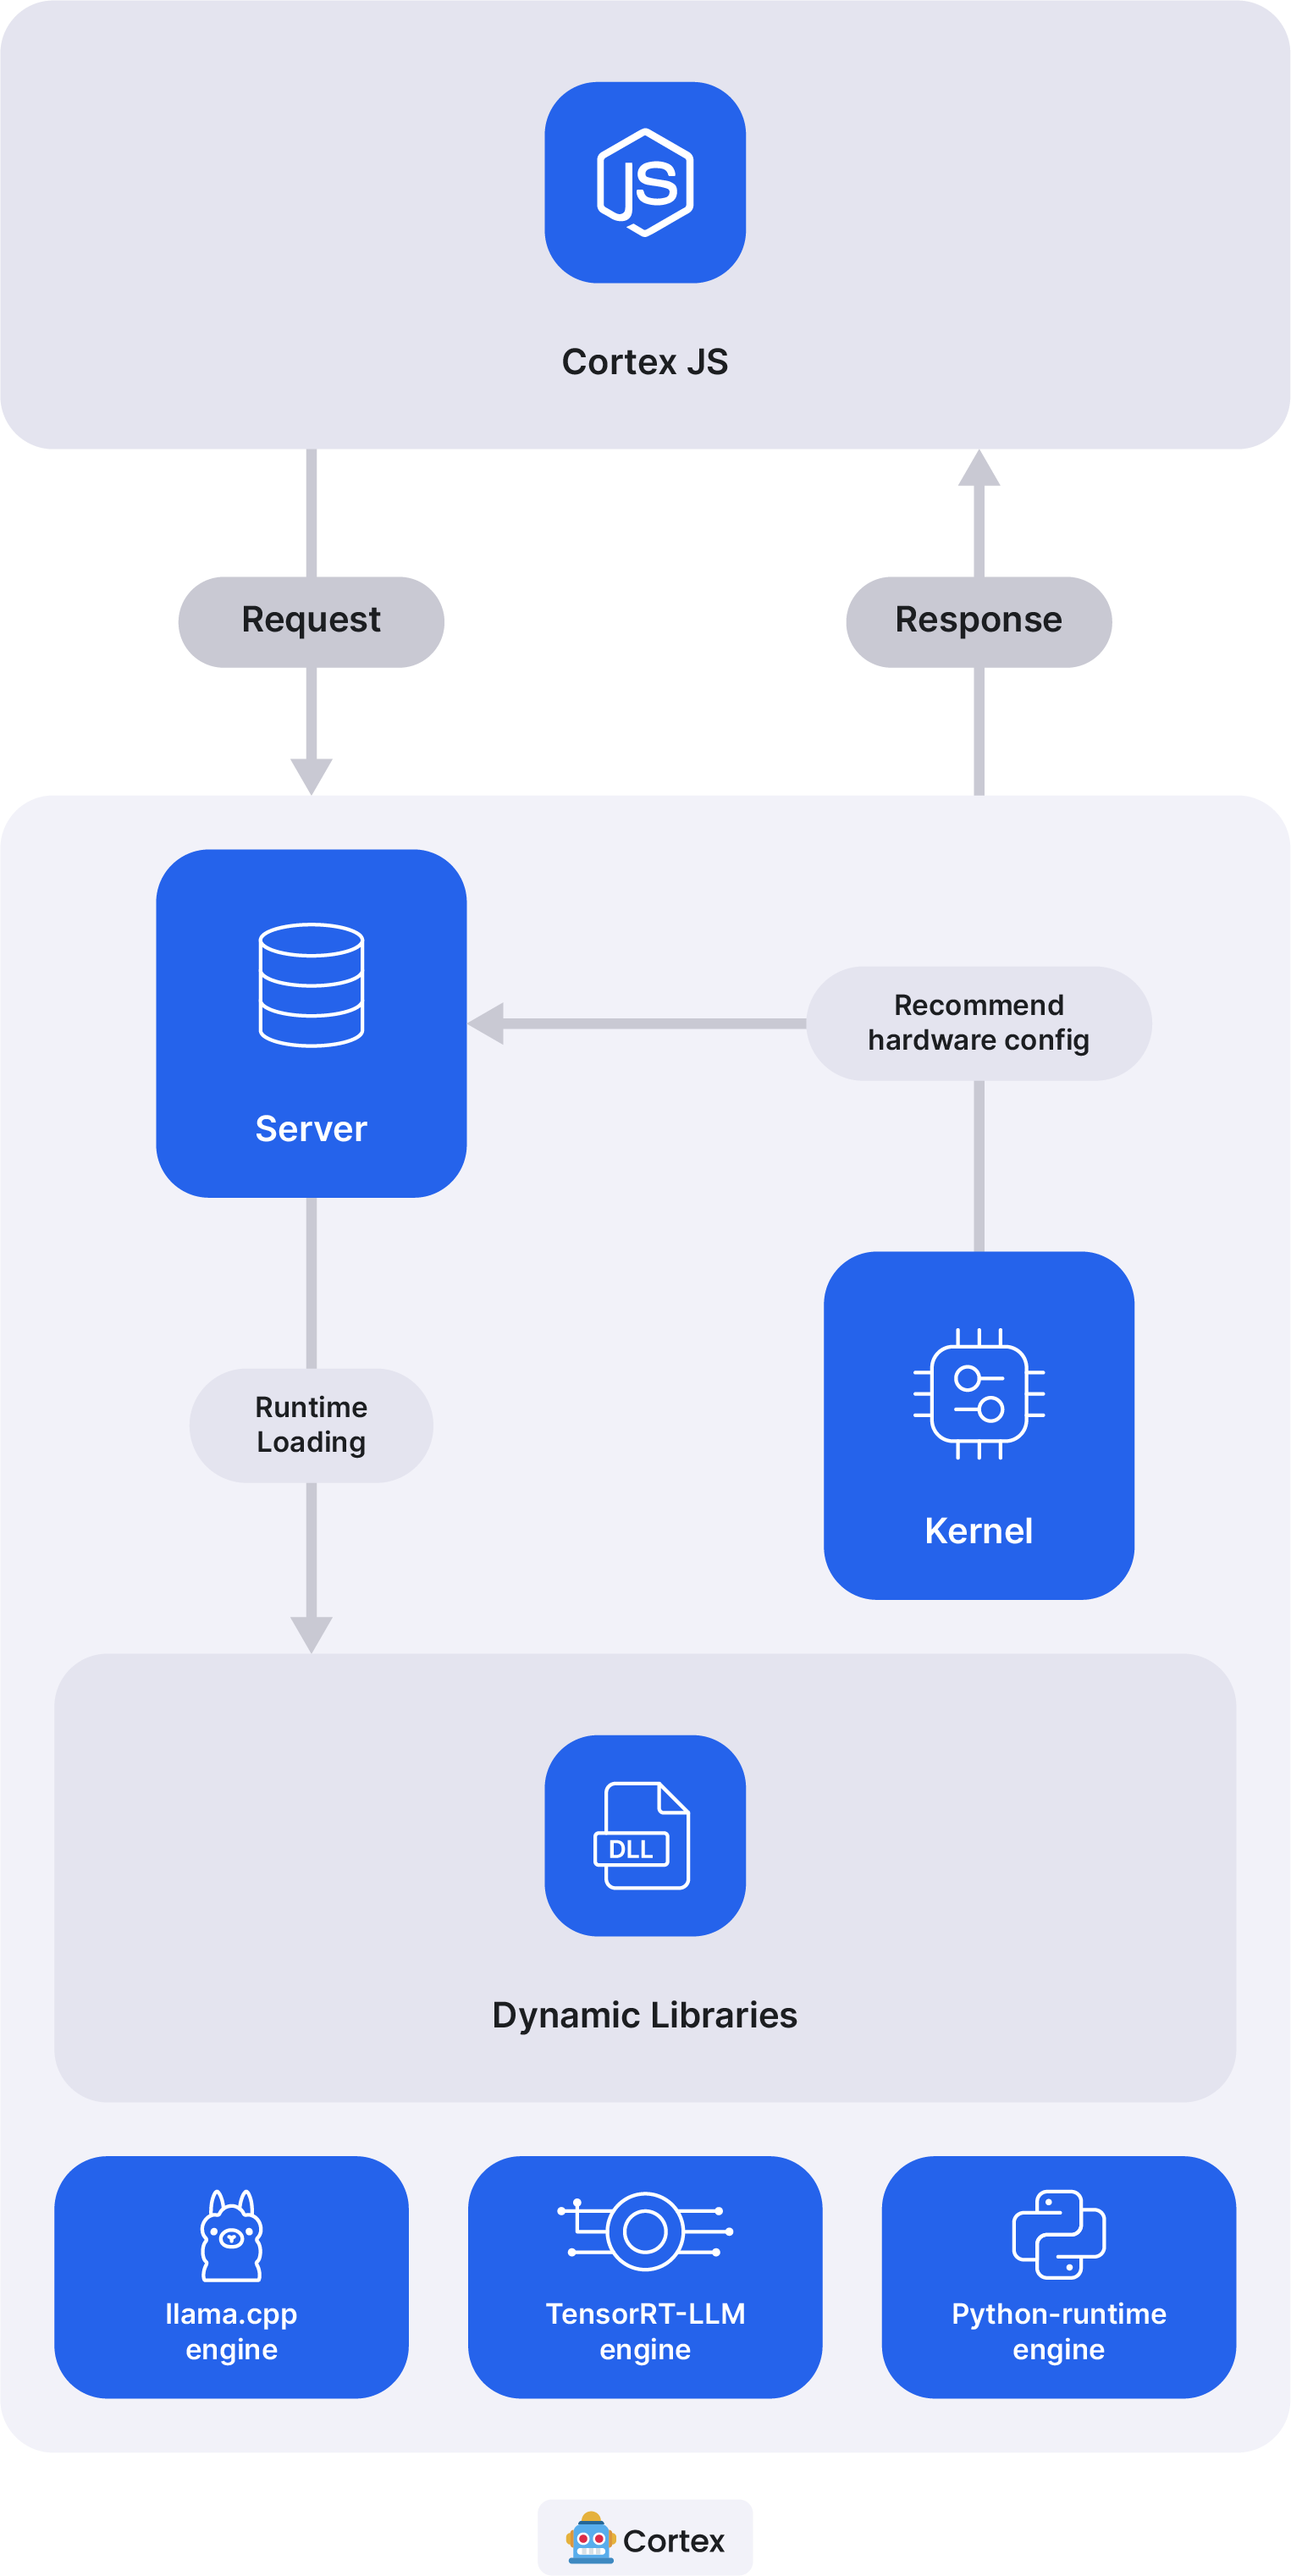 JS
Cortex JS
Request
Response
Server
Recommend
hardware config
Runtime
Loading
Kernel
DLL
Dynamic Libraries
llama.cpp
engine
TensorRT-LLM
engine
Python-runtime
engine
Cortex